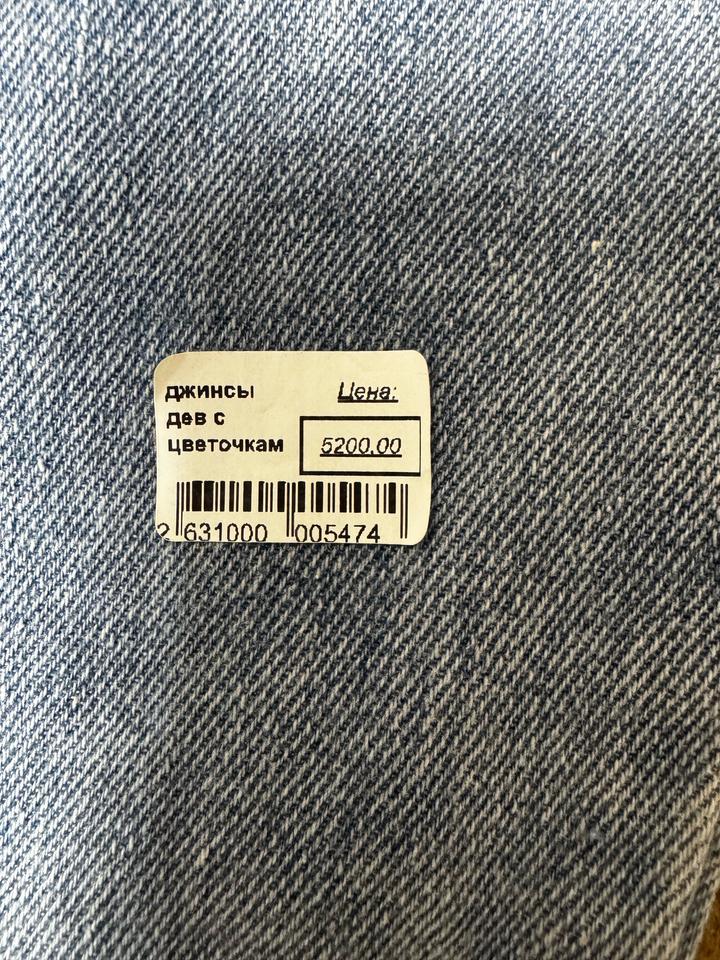 джинсы
дев с
цветочкам
Цена:
5200,00
2 631000 005474